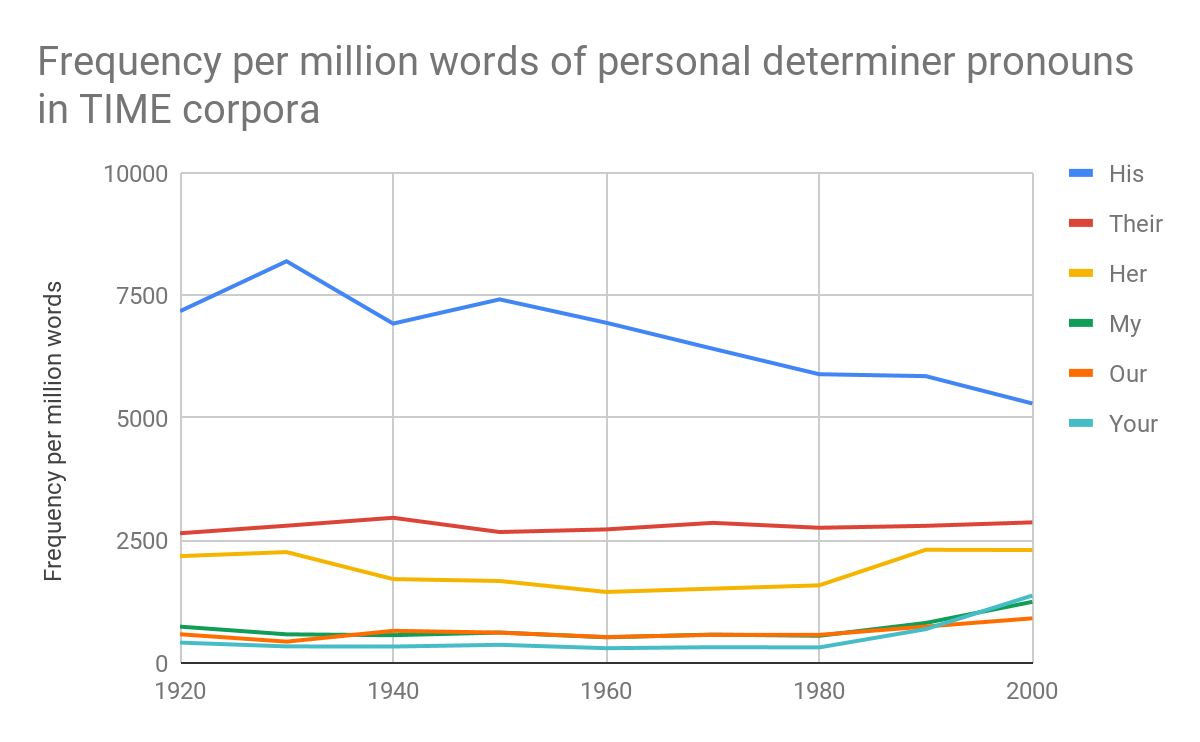 Frequency per million words of personal determiner pronouns
in TIME corpora
Frequency per million words
10000
7500
5000
2500
0
1920
1940
1960
1980
2000
His
Their
Her
My
Our
Your